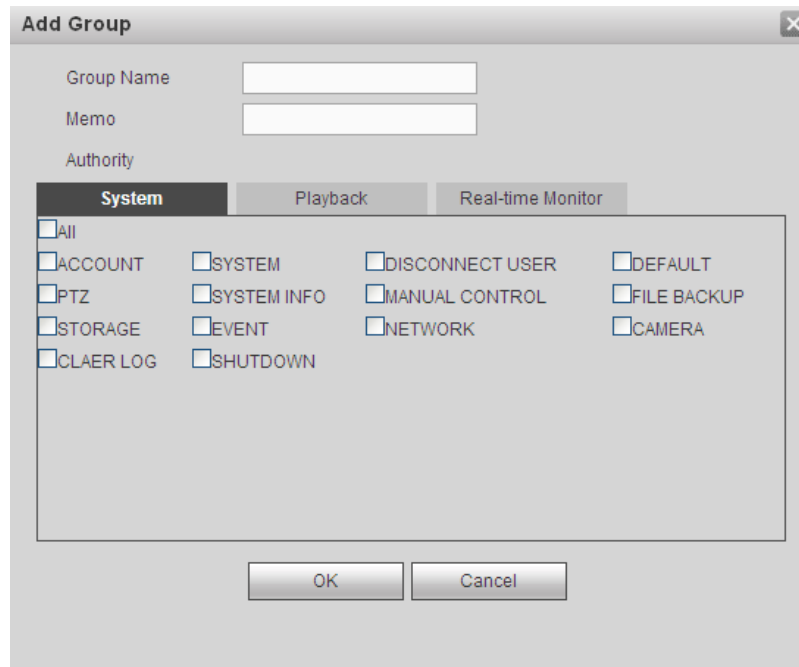 Add Group
Group Name
Memo
Authority
System Playback Real-time Monitor
All
ACCOUNT SYSTEM DISCONNECT USER DEFAULT
PTZ SYSTEM INFO MANUAL CONTROL FILE BACKUP
STORAGE EVENT NETWORK CAMERA
CLAER LOG SHUTDOWN
OK Cancel